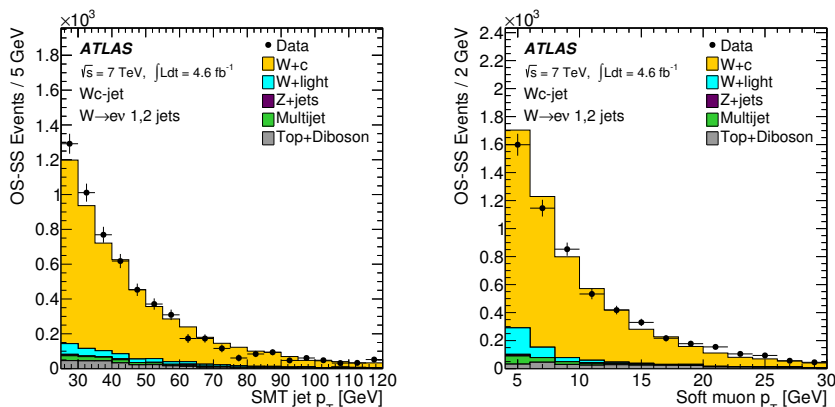 ×10³
OS-SS Events / 5 GeV
1.8
1.6
1.4
1.2
1
0.8
0.6
0.4
0.2
0
ATLAS
√s = 7 TeV, ∫Ldt = 4.6 fb⁻¹
Wc-jet
W→eν 1,2 jets
Data
W+c
W+light
Z+jets
Multijet
Top+Diboson
30 40 50 60 70 80 90 100 110 120
SMT jet p_T [GeV]
×10³
OS-SS Events / 2 GeV
2.4
2.2
2
1.8
1.6
1.4
1.2
1
0.8
0.6
0.4
0.2
0
ATLAS
√s = 7 TeV, ∫Ldt = 4.6 fb⁻¹
Wc-jet
W→eν 1,2 jets
Data
W+c
W+light
Z+jets
Multijet
Top+Diboson
5 10 15 20 25 30
Soft muon p_T [GeV]